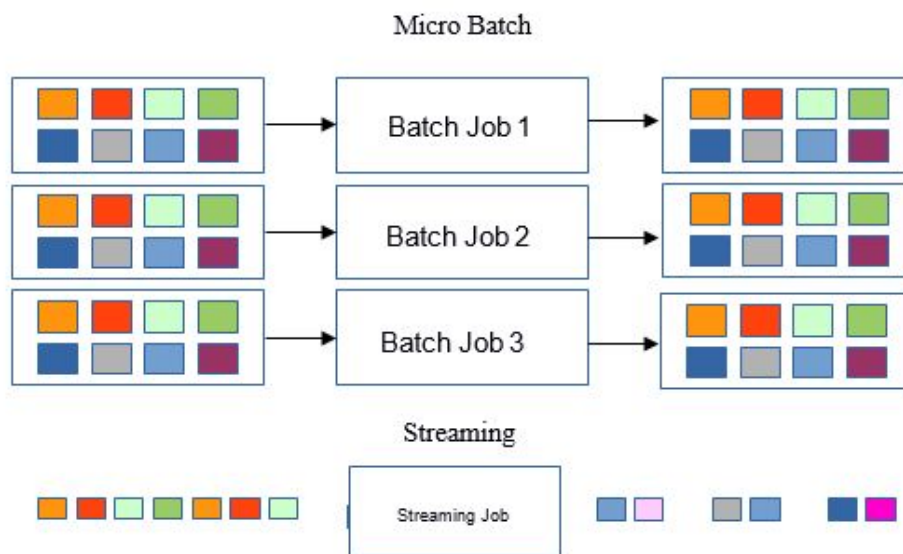 Micro Batch
Batch Job 1
Batch Job 2
Batch Job 3
Streaming
Streaming Job